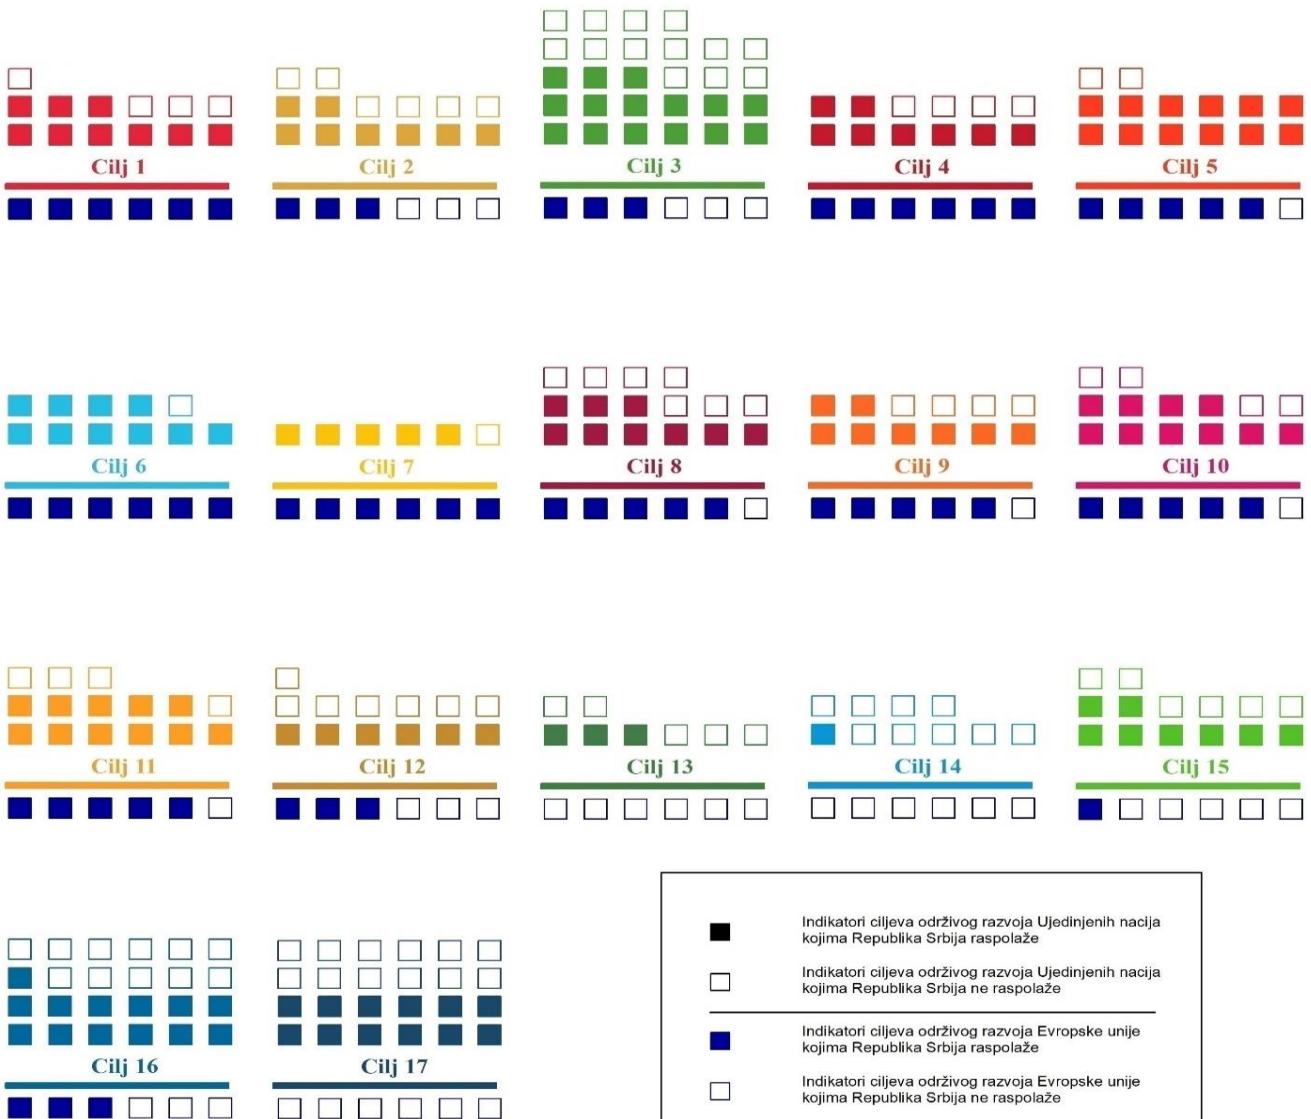 Cilj 1
Cilj 2
Cilj 3
Cilj 4
Cilj 5
Cilj 6
Cilj 7
Cilj 8
Cilj 9
Cilj 10
Cilj 11
Cilj 12
Cilj 13
Cilj 14
Cilj 15
Cilj 16
Cilj 17
Indikatori ciljeva održivog razvoja Ujedinjenih nacija
kojima Republika Srbija raspolaže
Indikatori ciljeva održivog razvoja Ujedinjenih nacija
kojima Republika Srbija ne raspolaže
Indikatori ciljeva održivog razvoja Evropske unije
kojima Republika Srbija raspolaže
Indikatori ciljeva održivog razvoja Evropske unije
kojima Republika Srbija ne raspolaže